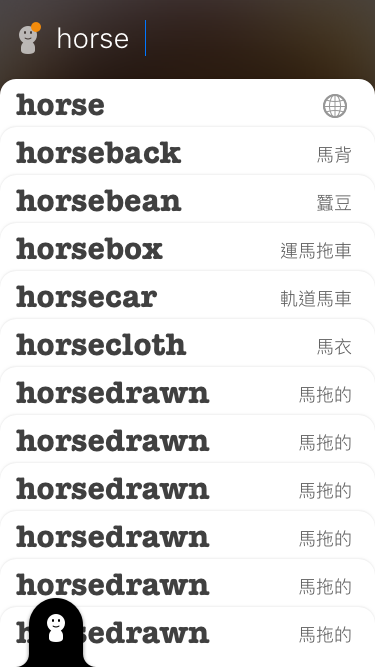 horse
horse
horseback 馬背
horsebean 蠶豆
horsebox 運馬拖車
horsecar 軌道馬車
horsecloth 馬衣
horsedrawn 馬拖的
horsedrawn 馬拖的
horsedrawn 馬拖的
horsedrawn 馬拖的
horsedrawn 馬拖的
horsedrawn 馬拖的